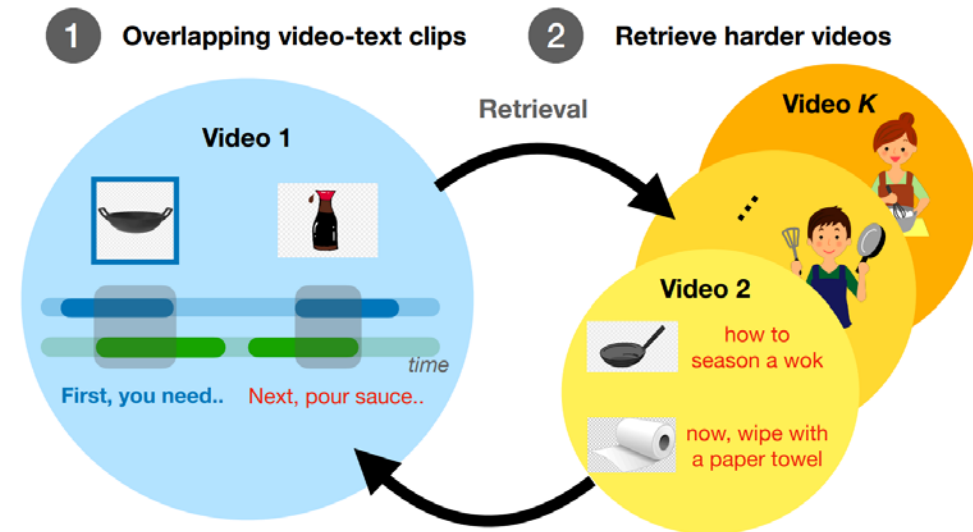 1 Overlapping video-text clips
2 Retrieve harder videos
Video 1
Retrieval
Video K
...
Video 2
how to
season a wok
time
First, you need..
Next, pour sauce..
now, wipe with
a paper towel